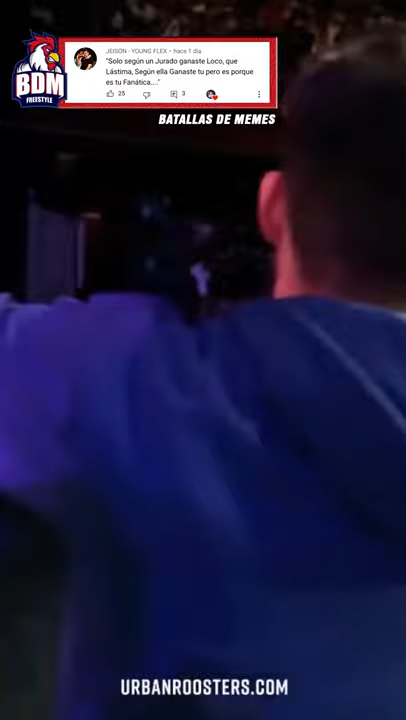 BDM
FREESTYLE
JEISON - YOUNG FLEX • hace 1 día
"Solo según un Jurado ganaste Loco, que
Lástima, Según ella Ganaste tu pero es porque
es tu Fanática...."
25
3
BATALLAS DE MEMES
URBANROOSTERS.COM